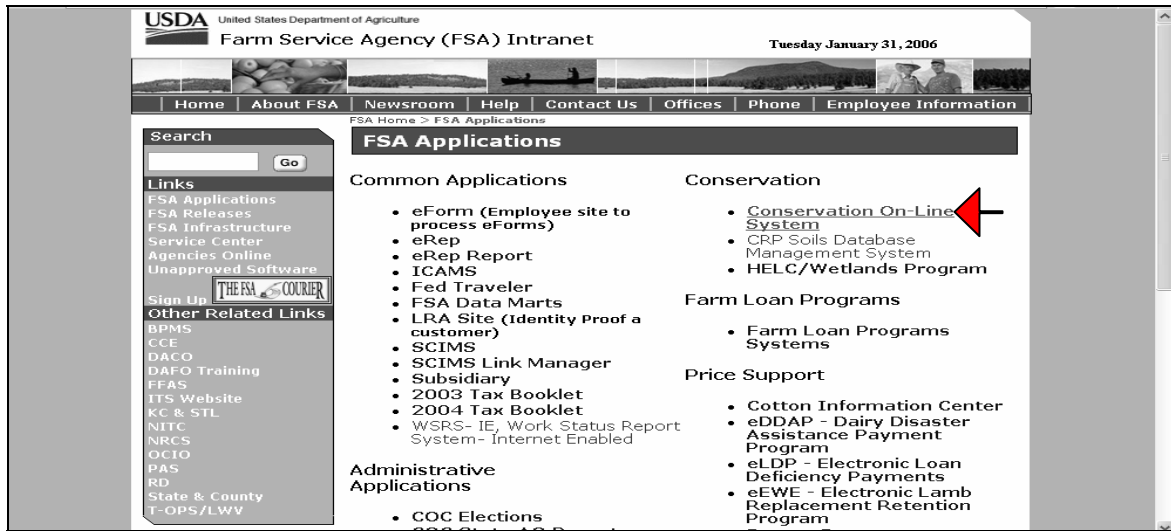 USDA United States Department of Agriculture
Farm Service Agency (FSA) Intranet
Tuesday January 31, 2006
| Home | About FSA | Newsroom | Help | Contact Us | Offices | Phone | Employee Information
FSA Home > FSA Applications
Search
Go
Links
FSA Applications
FSA Releases
FSA Infrastructure
Service Center
Agencies Online
Unapproved Software
Sign Up THE FSA COURIER
Other Related Links
BPMS
CCE
DACO
DAFO Training
FFAS
ITS Website
KC & STL
NITC
NRCS
OCIO
PAS
RD
State & County
T-OPS/LWV
FSA Applications
Common Applications
• eForm (Employee site to
process eForms)
• eRep
• eRep Report
• ICAMS
• Fed Traveler
• FSA Data Marts
• LRA Site (Identity Proof a
customer)
• SCIMS
• SCIMS Link Manager
• Subsidiary
• 2003 Tax Booklet
• 2004 Tax Booklet
• WSRS- IE, Work Status Report
System- Internet Enabled
Administrative
Applications
• COC Elections
Conservation
• Conservation On-Line
System
• CRP Soils Database
Management System
• HELC/Wetlands Program
Farm Loan Programs
• Farm Loan Programs
Systems
Price Support
• Cotton Information Center
• eDDAP - Dairy Disaster
Assistance Payment
Program
• eLDP - Electronic Loan
Deficiency Payments
• eEWE - Electronic Lamb
Replacement Retention
Program